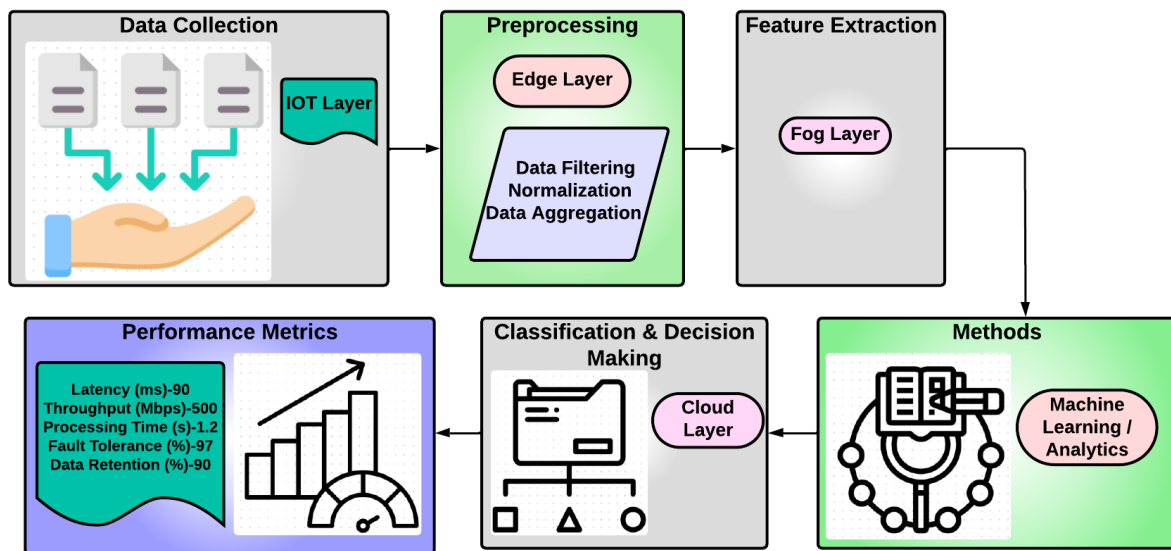 Data Collection
IOT Layer
Preprocessing
Edge Layer
Data Filtering
Normalization
Data Aggregation
Feature Extraction
Fog Layer
Methods
Machine
Learning /
Analytics
Classification & Decision
Making
Cloud
Layer
Performance Metrics
Latency (ms)-90
Throughput (Mbps)-500
Processing Time (s)-1.2
Fault Tolerance (%)-97
Data Retention (%)-90